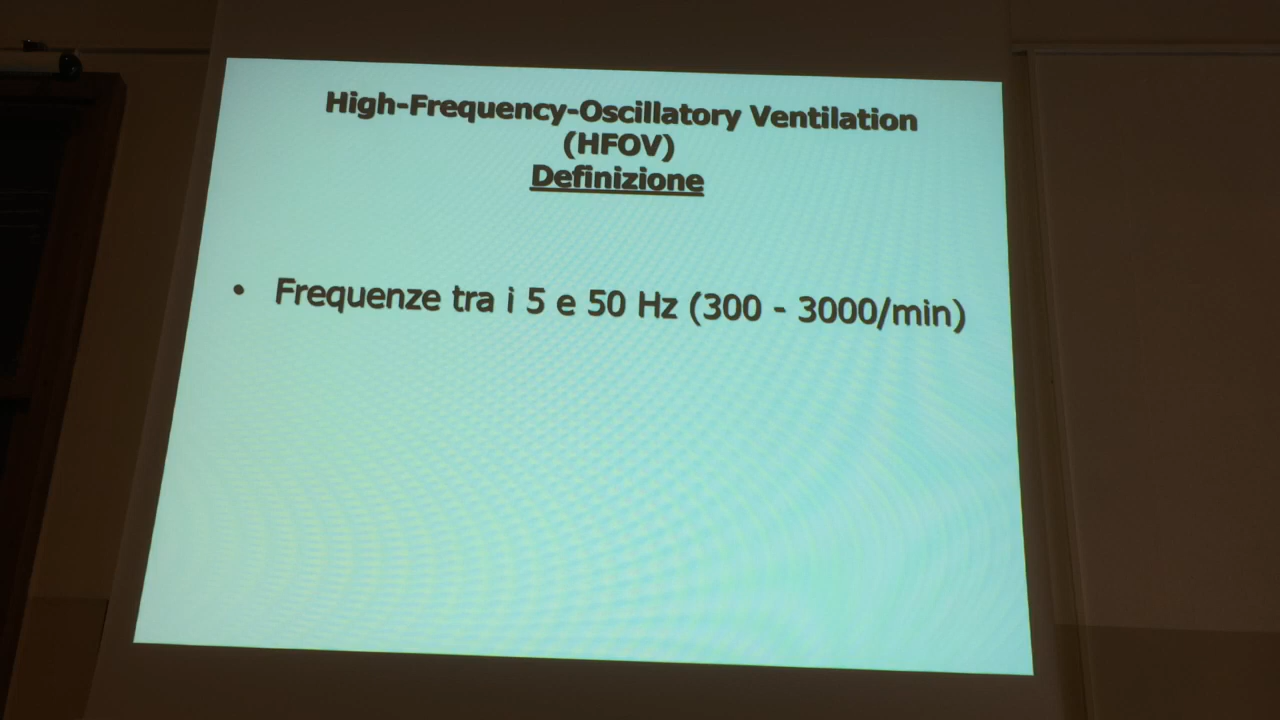 High-Frequency-Oscillatory Ventilation
(HFOV)
Definizione
• Frequenze tra i 5 e 50 Hz (300 - 3000/min)